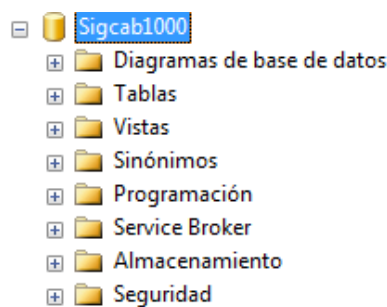 Sigcab1000
Diagramas de base de datos
Tablas
Vistas
Sinónimos
Programación
Service Broker
Almacenamiento
Seguridad